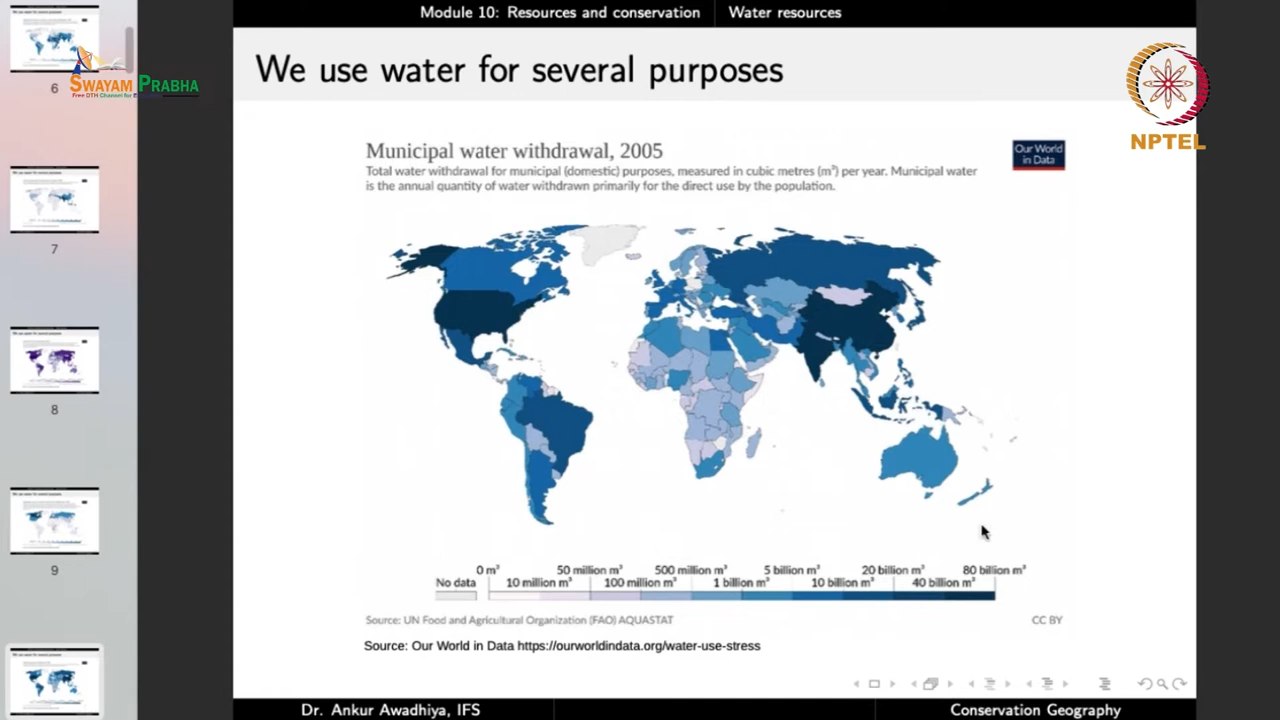 Module 10: Resources and conservation
Water resources
We use water for several purposes
6
SWAYAM PRABHA
Free DTH Channel for
NPTEL
Municipal water withdrawal, 2005
Our World
in Data
Total water withdrawal for municipal (domestic) purposes, measured in cubic metres (m³) per year. Municipal water
is the annual quantity of water withdrawn primarily for the direct use by the population.
7
8
9
0 m³ 50 million m³ 500 million m³ 5 billion m³ 20 billion m³ 80 billion m³
No data 10 million m³ 100 million m³ 1 billion m³ 10 billion m³ 40 billion m³
Source: UN Food and Agricultural Organization (FAO) AQUASTAT
CC BY
Source: Our World in Data https://ourworldindata.org/water-use-stress
Dr. Ankur Awadhiya, IFS
Conservation Geography